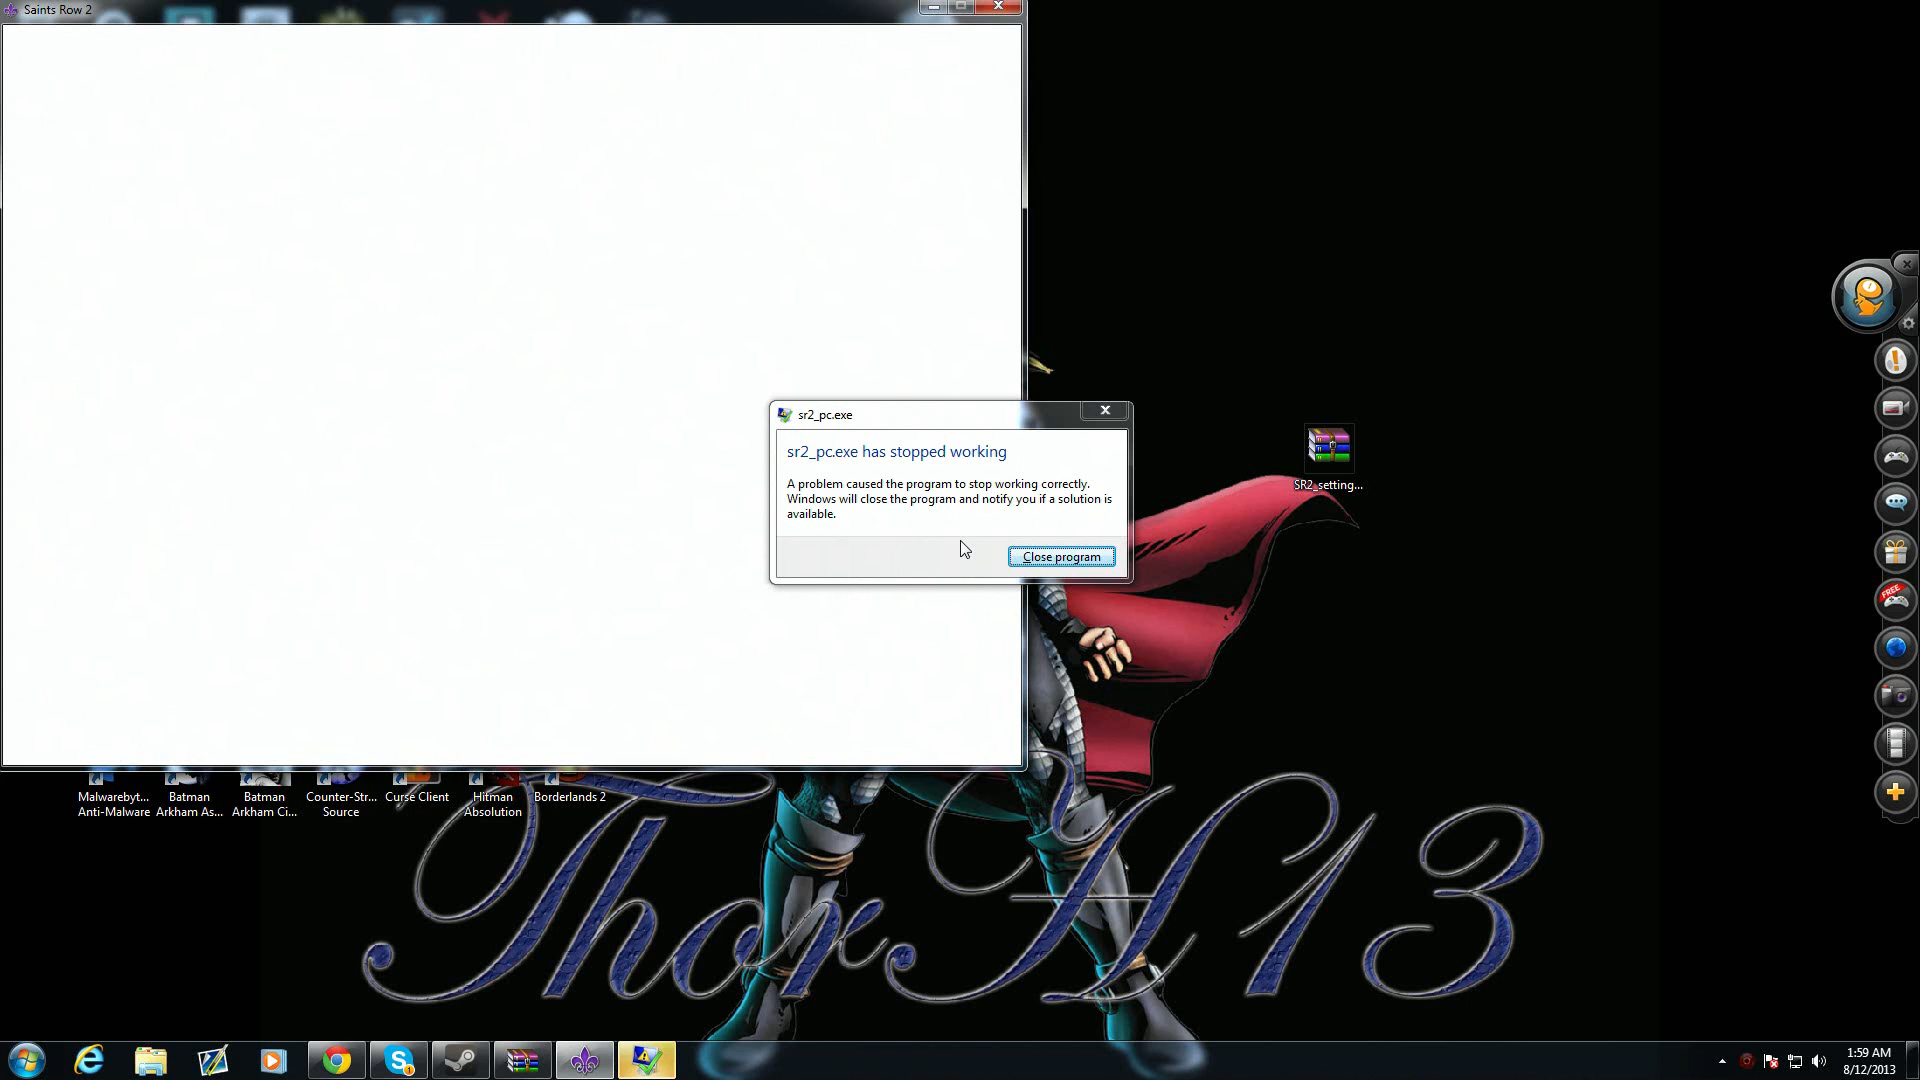 Saints Row 2
sr2_pc.exe
sr2_pc.exe has stopped working
A problem caused the program to stop working correctly.
Windows will close the program and notify you if a solution is
available.
Close program
SR2_setting...
FREE
Malwarebyt...
Anti-Malware
Batman
Arkham As...
Batman
Arkham Ci...
Counter-Str...
Source
Curse Client
Hitman
Absolution
Borderlands 2
ThorH13
1
1:59 AM
8/12/2013